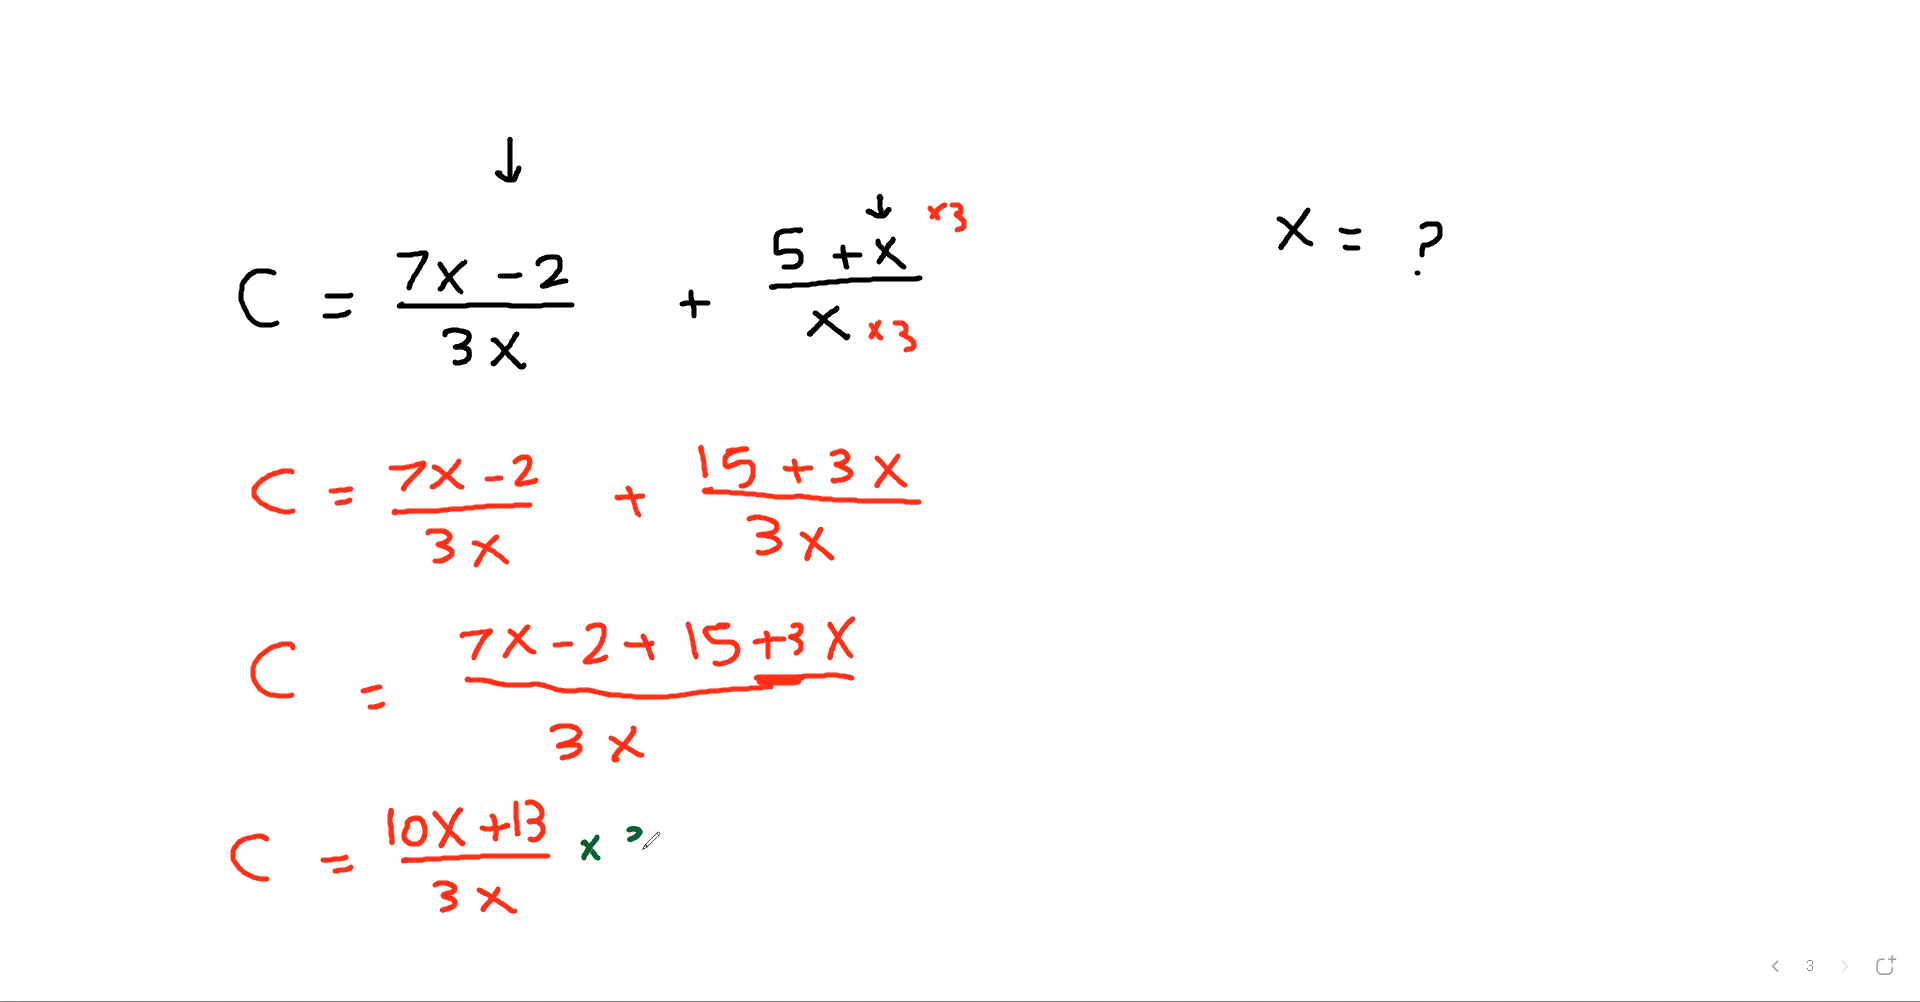 C = (7x - 2)/(3x) + (5 + x)/x ×3 ×3
x = ?
C = (7x - 2)/(3x) + (15 + 3x)/(3x)
C = (7x - 2 + 15 + 3x)/(3x)
C = (10x + 13)/(3x) ×
3